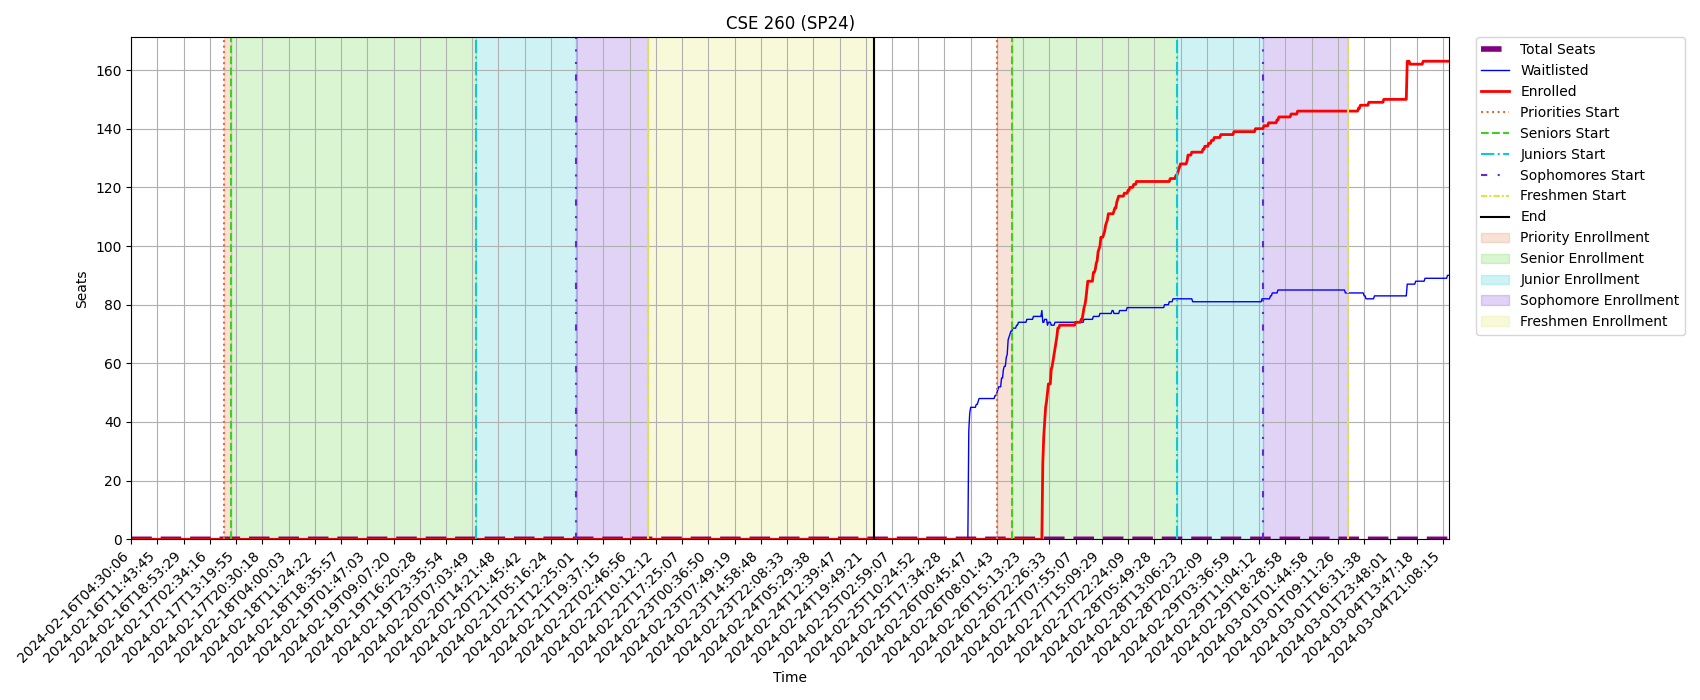 CSE 260 (SP24)
Seats
160
140
120
100
80
60
40
20
0
2024-02-16T04:30:06
2024-02-16T11:43:45
2024-02-16T18:53:29
2024-02-17T02:34:16
2024-02-17T13:19:55
2024-02-17T20:30:18
2024-02-18T04:00:03
2024-02-18T11:24:22
2024-02-18T18:35:57
2024-02-19T01:47:03
2024-02-19T09:07:20
2024-02-19T16:20:28
2024-02-19T23:35:54
2024-02-20T07:03:49
2024-02-20T14:21:48
2024-02-20T21:45:42
2024-02-21T05:16:24
2024-02-21T12:25:01
2024-02-21T19:37:15
2024-02-22T02:46:56
2024-02-22T10:12:12
2024-02-22T17:25:07
2024-02-23T00:36:50
2024-02-23T07:49:19
2024-02-23T14:58:48
2024-02-23T22:08:33
2024-02-24T05:29:38
2024-02-24T12:39:47
2024-02-24T19:49:21
2024-02-25T02:59:07
2024-02-25T10:24:52
2024-02-25T17:34:28
2024-02-26T00:45:47
2024-02-26T08:01:43
2024-02-26T15:13:23
2024-02-26T22:26:33
2024-02-27T07:55:07
2024-02-27T15:09:29
2024-02-27T22:24:09
2024-02-28T05:49:28
2024-02-28T13:06:23
2024-02-28T20:22:09
2024-02-29T03:36:59
2024-02-29T11:04:12
2024-02-29T18:28:58
2024-03-01T01:44:58
2024-03-01T09:11:26
2024-03-01T16:31:38
2024-03-01T23:48:01
2024-03-04T13:47:18
2024-03-04T21:08:15
Time
Total Seats
Waitlisted
Enrolled
Priorities Start
Seniors Start
Juniors Start
Sophomores Start
Freshmen Start
End
Priority Enrollment
Senior Enrollment
Junior Enrollment
Sophomore Enrollment
Freshmen Enrollment